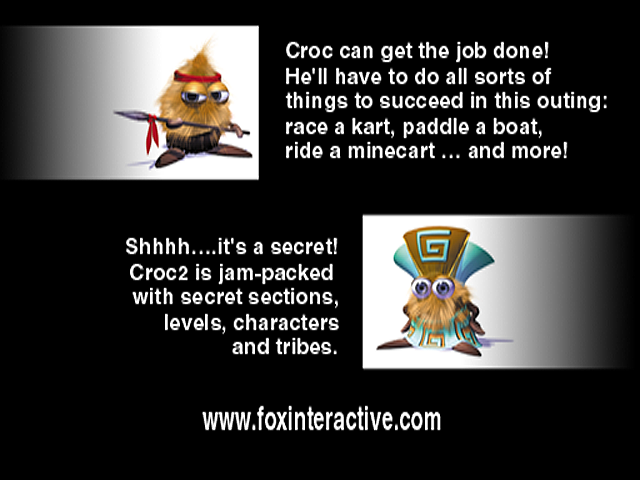 Croc can get the job done!
He'll have to do all sorts of
things to succeed in this outing:
race a kart, paddle a boat,
ride a minecart ... and more!
Shhhh....it's a secret!
Croc2 is jam-packed
with secret sections,
levels, characters
and tribes.
www.foxinteractive.com